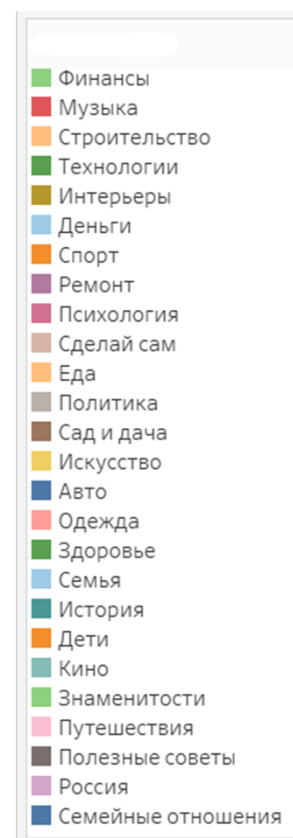 Финансы
Музыка
Строительство
Технологии
Интерьеры
Деньги
Спорт
Ремонт
Психология
Сделай сам
Еда
Политика
Сад и дача
Искусство
Авто
Одежда
Здоровье
Семья
История
Дети
Кино
Знаменитости
Путешествия
Полезные советы
Россия
Семейные отношения